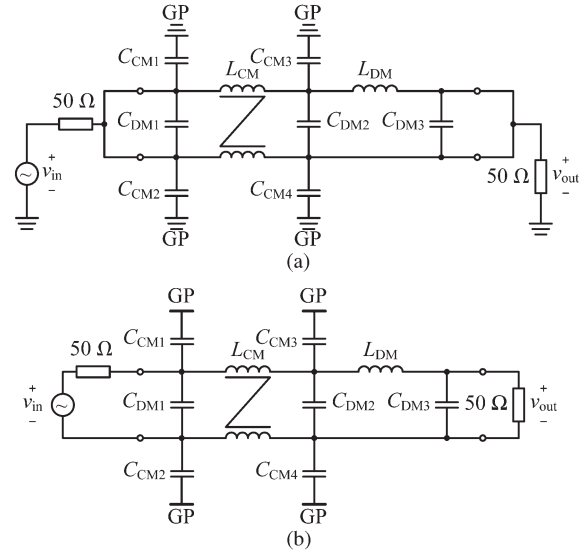 GP GP
C_CM1 L_CM C_CM3 L_DM
50 Ω C_DM1 C_DM2 C_DM3
+ v_in − 50 Ω + v_out −
C_CM2 C_CM4
GP GP
(a)
GP GP
50 Ω C_CM1 L_CM C_CM3 L_DM
+ v_in − C_DM1 C_DM2 C_DM3 50 Ω + v_out −
C_CM2 C_CM4
GP GP
(b)